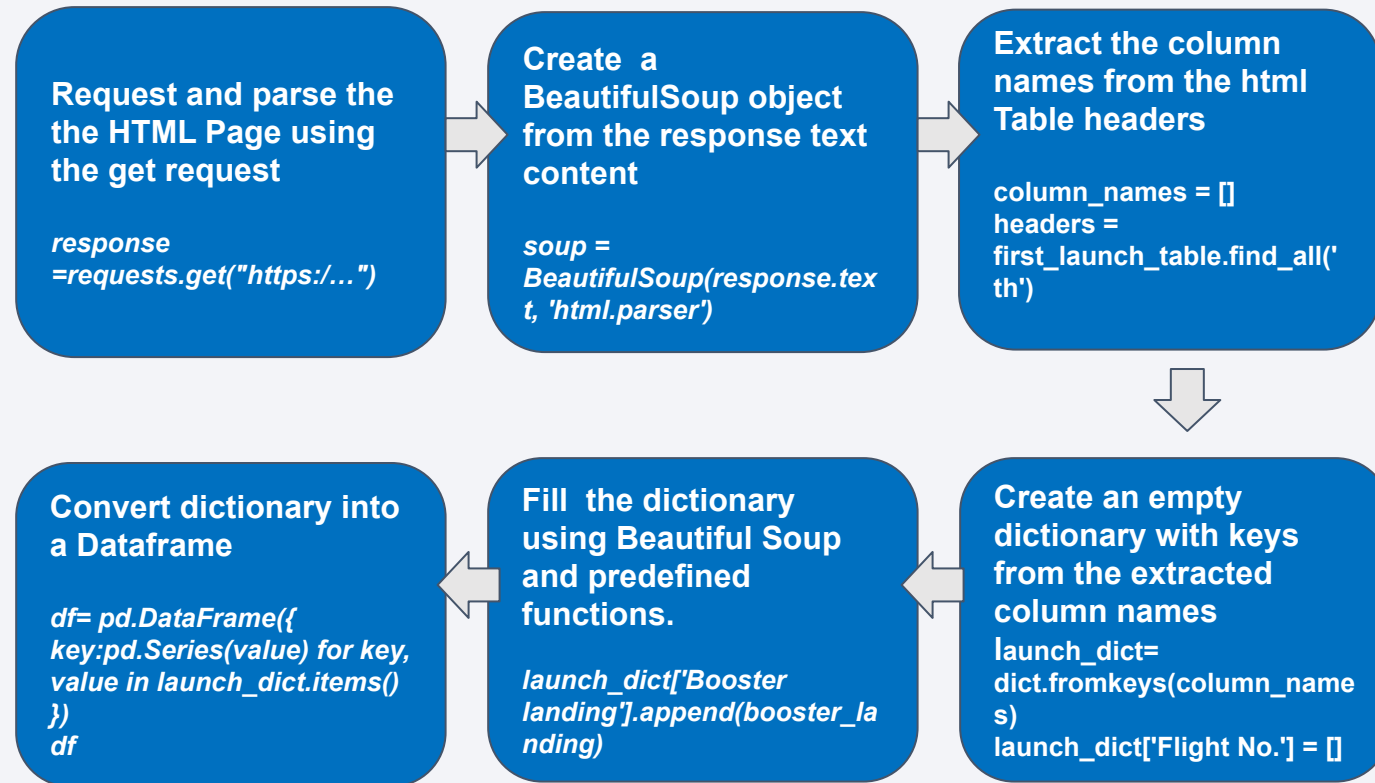 Request and parse the
the HTML Page using
the get request
response
=requests.get("https:/…")
Create  a
BeautifulSoup object
from the response text
content
soup =
BeautifulSoup(response.tex
t, 'html.parser')
Extract the column
names from the html
Table headers
column_names = []
headers =
first_launch_table.find_all('
th')
Create an empty
dictionary with keys
from the extracted
column names
launch_dict=
dict.fromkeys(column_name
s)
launch_dict['Flight No.'] = []
Fill  the dictionary
using Beautiful Soup
and predefined
functions.
launch_dict['Booster
landing'].append(booster_la
nding)
Convert dictionary into
a Dataframe
df= pd.DataFrame({
key:pd.Series(value) for key,
value in launch_dict.items()
})
df